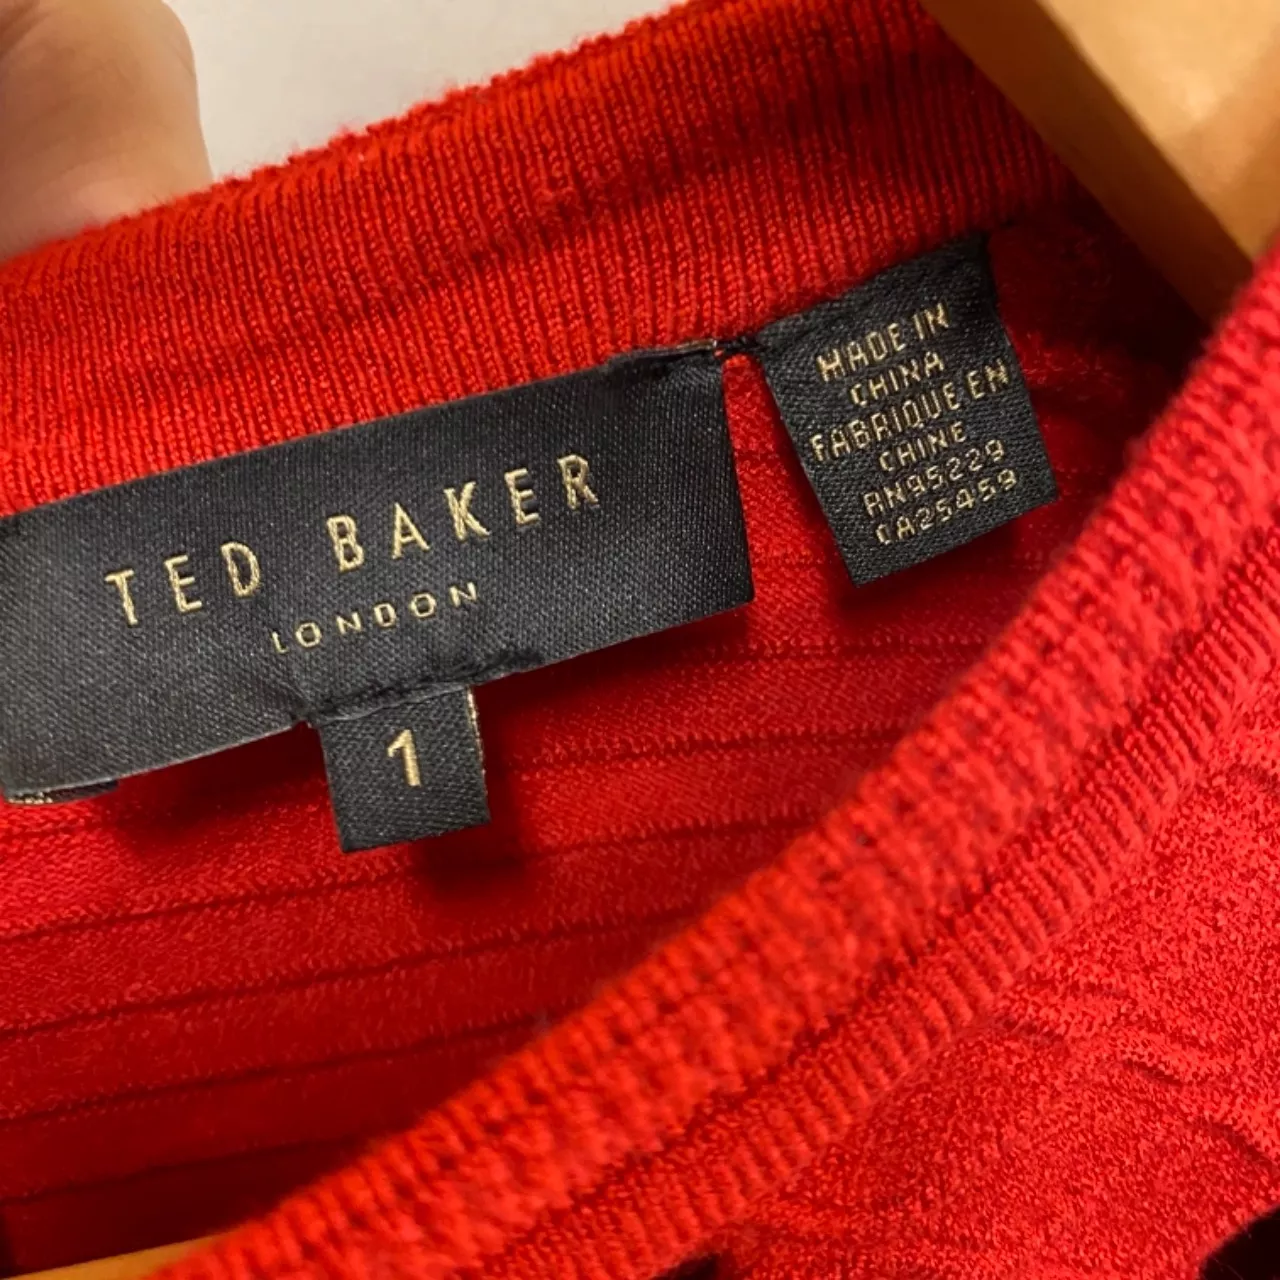 TED BAKER
LONDON
1
MADE IN
CHINA
FABRIQUE EN
CHINE
RN95229
CA25459